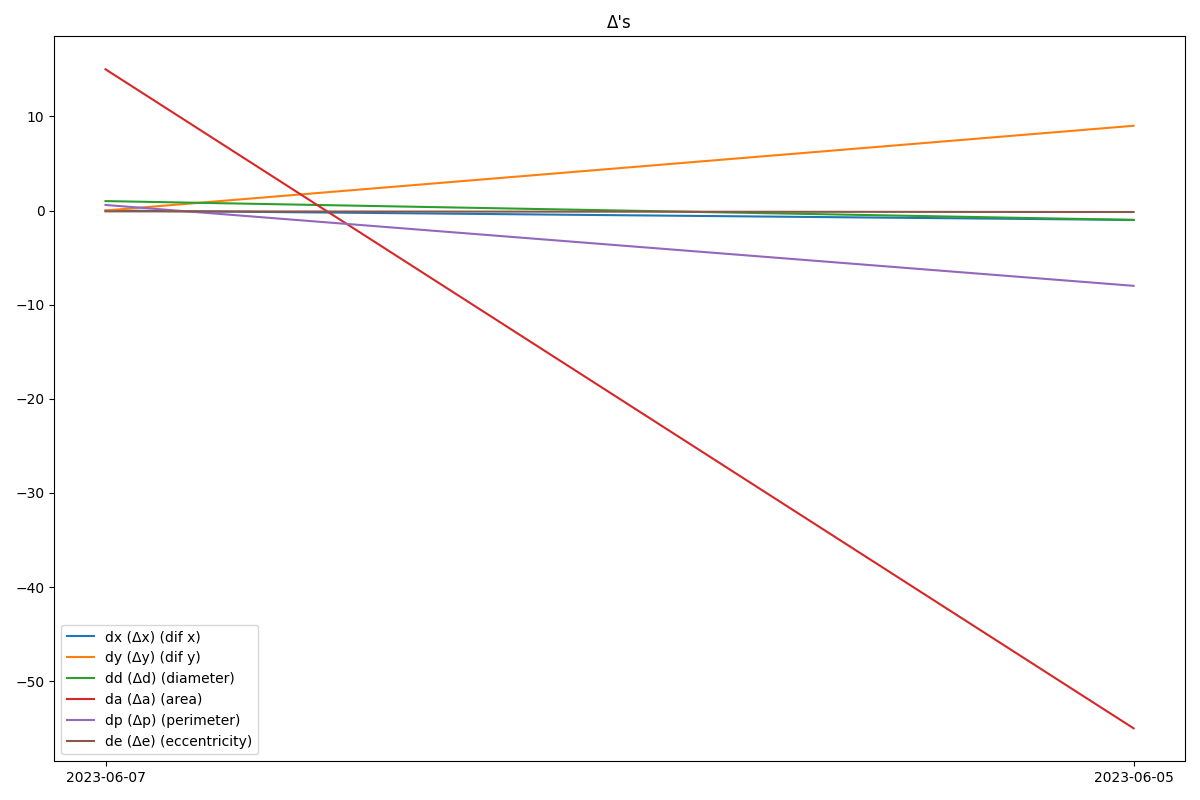 Δ's
10
0
−10
−20
−30
−40
−50
dx (Δx) (dif x)
dy (Δy) (dif y)
dd (Δd) (diameter)
da (Δa) (area)
dp (Δp) (perimeter)
de (Δe) (eccentricity)
2023-06-07
2023-06-05